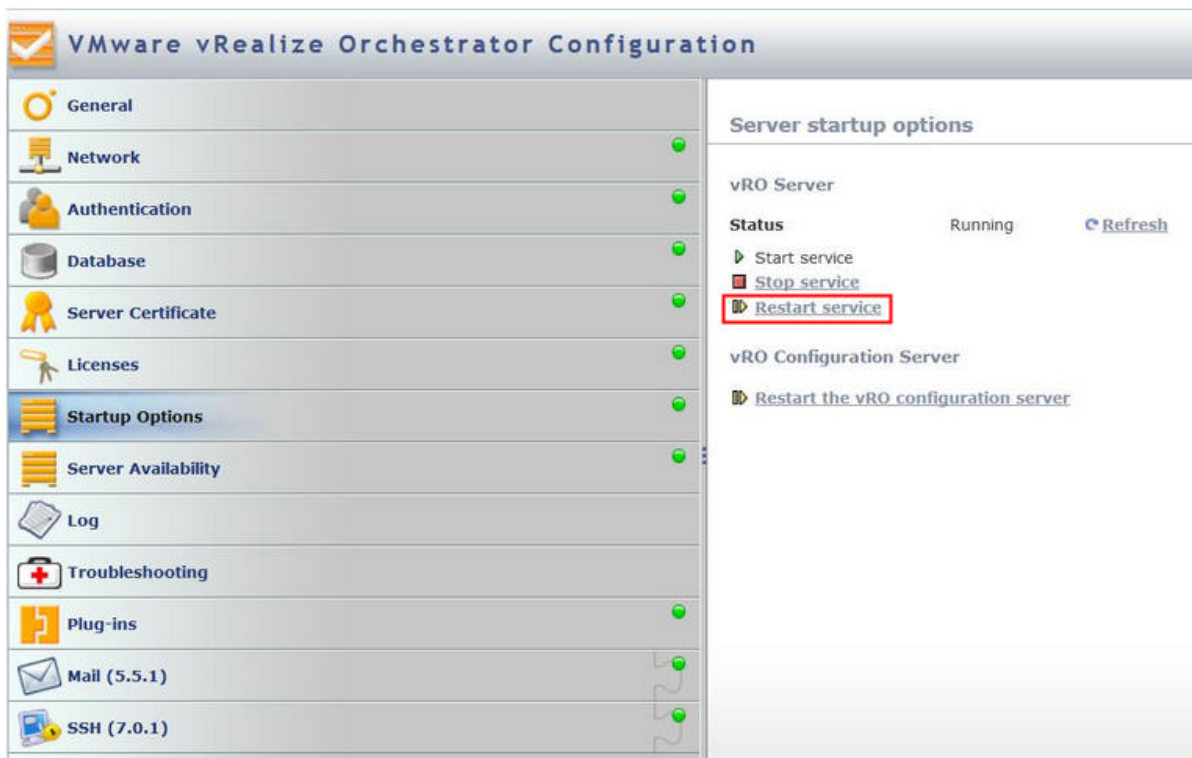 VMware vRealize Orchestrator Configuration
General
Network
Authentication
Database
Server Certificate
Licenses
Startup Options
Server Availability
Log
Troubleshooting
Plug-ins
Mail (5.5.1)
SSH (7.0.1)
Server startup options
vRO Server
Status Running Refresh
Start service
Stop service
Restart service
vRO Configuration Server
Restart the vRO configuration server